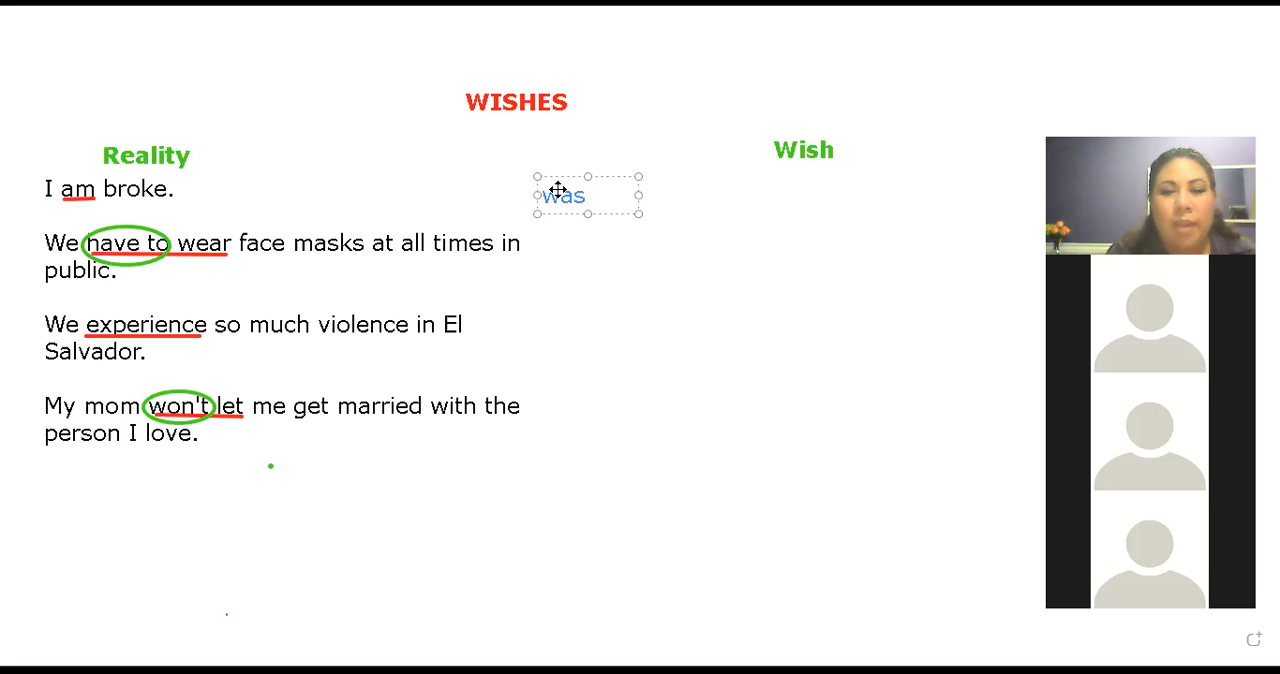 WISHES
Reality
Wish
I am broke.
was
We have to wear face masks at all times in
public.
We experience so much violence in El
Salvador.
My mom won't let me get married with the
person I love.